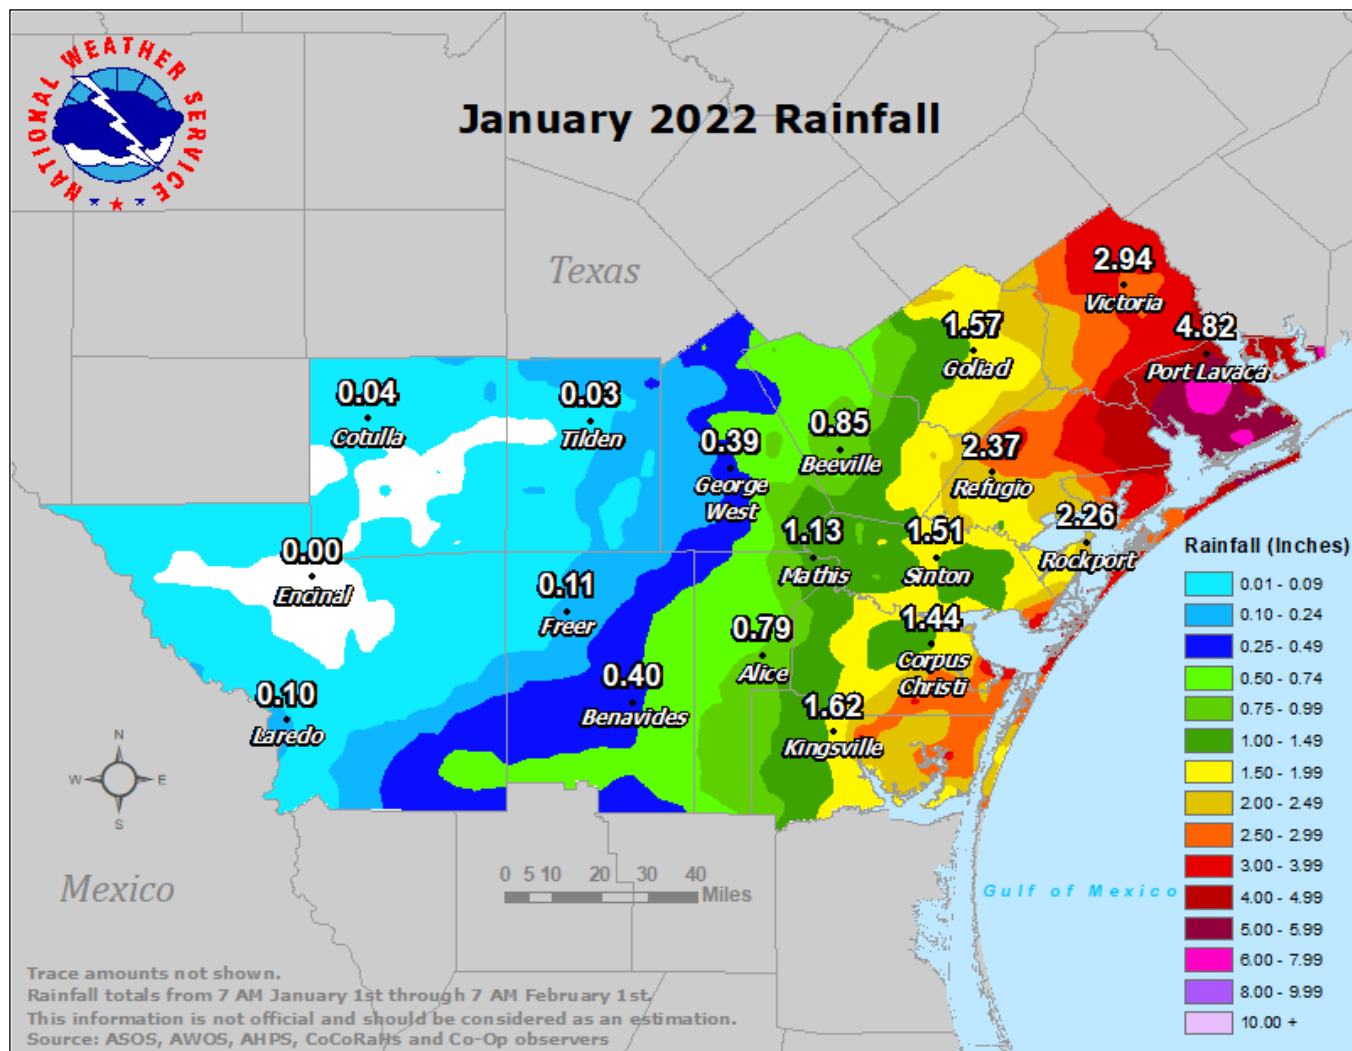 NATIONAL WEATHER SERVICE
January 2022 Rainfall
Texas
2.94
Victoria
4.82
Port Lavaca
1.57
Goliad
0.04
Cotulla
0.03
Tilden
0.39
George
West
0.85
Beeville
2.37
Refugio
2.26
Rockport
0.00
Encinal
1.13
Mathis
1.51
Sinton
0.11
Freer
0.79
Alice
1.44
Corpus
Christi
0.10
Laredo
0.40
Benavides
1.62
Kingsville
Rainfall (Inches)
0.01 - 0.09
0.10 - 0.24
0.25 - 0.49
0.50 - 0.74
0.75 - 0.99
1.00 - 1.49
1.50 - 1.99
2.00 - 2.49
2.50 - 2.99
3.00 - 3.99
4.00 - 4.99
5.00 - 5.99
6.00 - 7.99
8.00 - 9.99
10.00 +
N
W E
S
Mexico
0 5 10 20 30 40
Miles
Gulf of Mexico
Trace amounts not shown.
Rainfall totals from 7 AM January 1st through 7 AM February 1st.
This information is not official and should be considered as an estimation.
Source: ASOS, AWOS, AHPS, CoCoRaHs and Co-Op observers